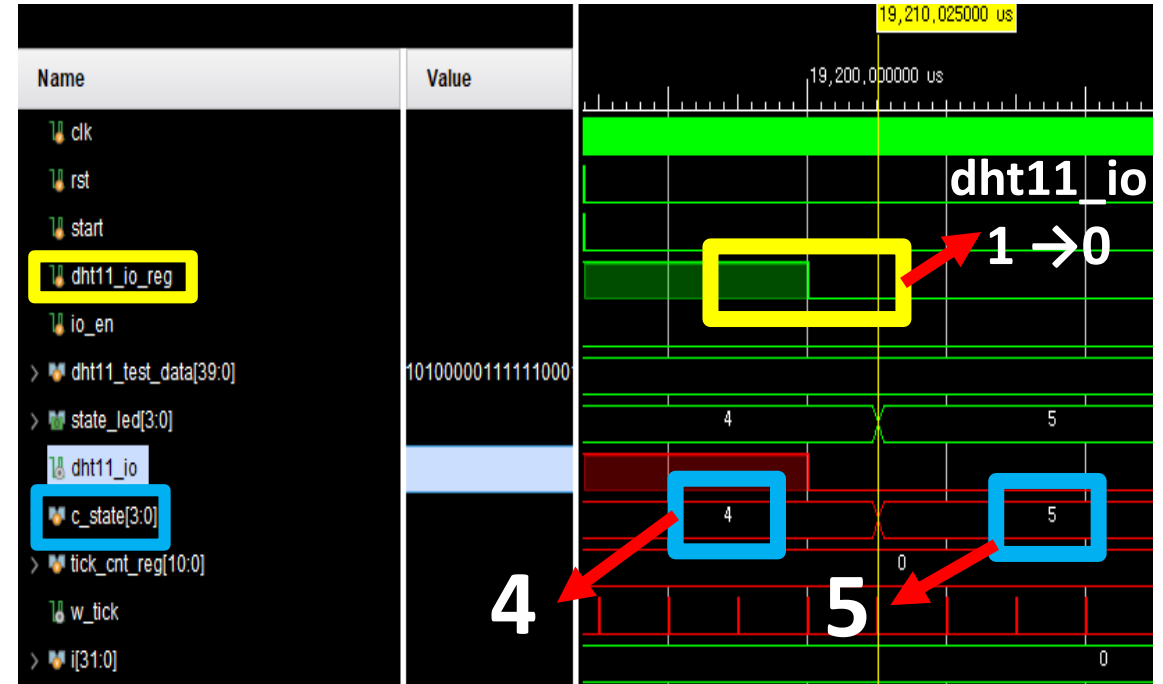 19,210,025000 us
Name
Value
19,200,000000 us
clk
rst
dht11_io
start
1 →0
dht11_io_reg
io_en
> dht11_test_data[39:0]
10100000111111000
> state_led[3:0]
4
5
dht11_io
c_state[3:0]
4
5
> tick_cnt_reg[10:0]
0
4
5
w_tick
> i[31:0]
0